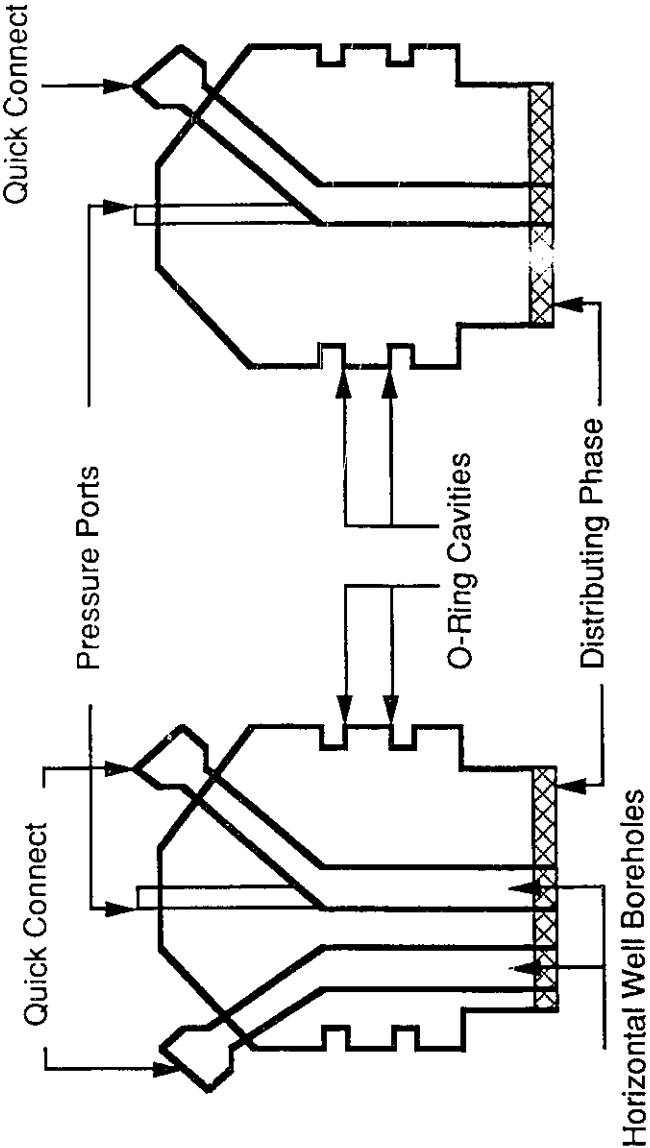 Quick Connect
Pressure Ports
Quick Connect
O-Ring Cavities
Distributing Phase
Horizontal Well Boreholes